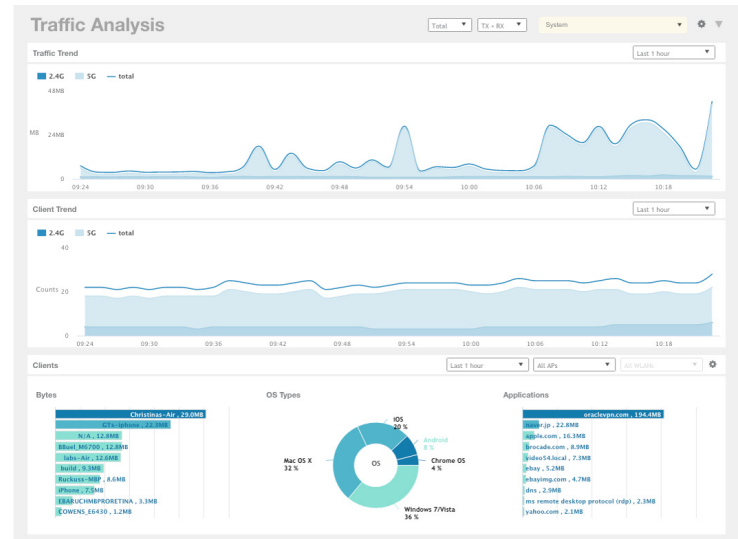 Traffic Analysis
Total
TX + RX
System
Traffic Trend
Last 1 hour
2.4G 5G total
48MB
MB
24MB
0
09:24 09:30 09:36 09:42 09:48 09:54 10:00 10:06 10:12 10:18
Client Trend
Last 1 hour
2.4G 5G total
40
Counts 20
0
09:24 09:30 09:36 09:42 09:48 09:54 10:00 10:06 10:12 10:18
Clients
Last 1 hour
All APs
All WLANs
Bytes
Christinas-Air , 29.0MB
GTs-iphone , 22.3MB
N/A , 12.8MB
BBuel_M6700 , 12.8MB
labs-Air , 12.6MB
build , 9.3MB
Ruckuss-MBP , 8.6MB
iPhone , 7.5MB
EBARUCHMBPRORETINA , 3.3MB
COWENS_E6430 , 1.2MB
OS Types
iOS
20 %
Android
8 %
Chrome OS
4 %
Mac OS X
32 %
OS
Windows 7/Vista
36 %
Applications
oraclevpn.com , 194.4MB
naver.jp , 22.8MB
apple.com , 16.3MB
brocade.com , 8.9MB
video54.local , 7.3MB
ebay , 5.2MB
ebayimg.com , 4.7MB
dns , 2.9MB
ms remote desktop protocol (rdp) , 2.3MB
yahoo.com , 2.1MB